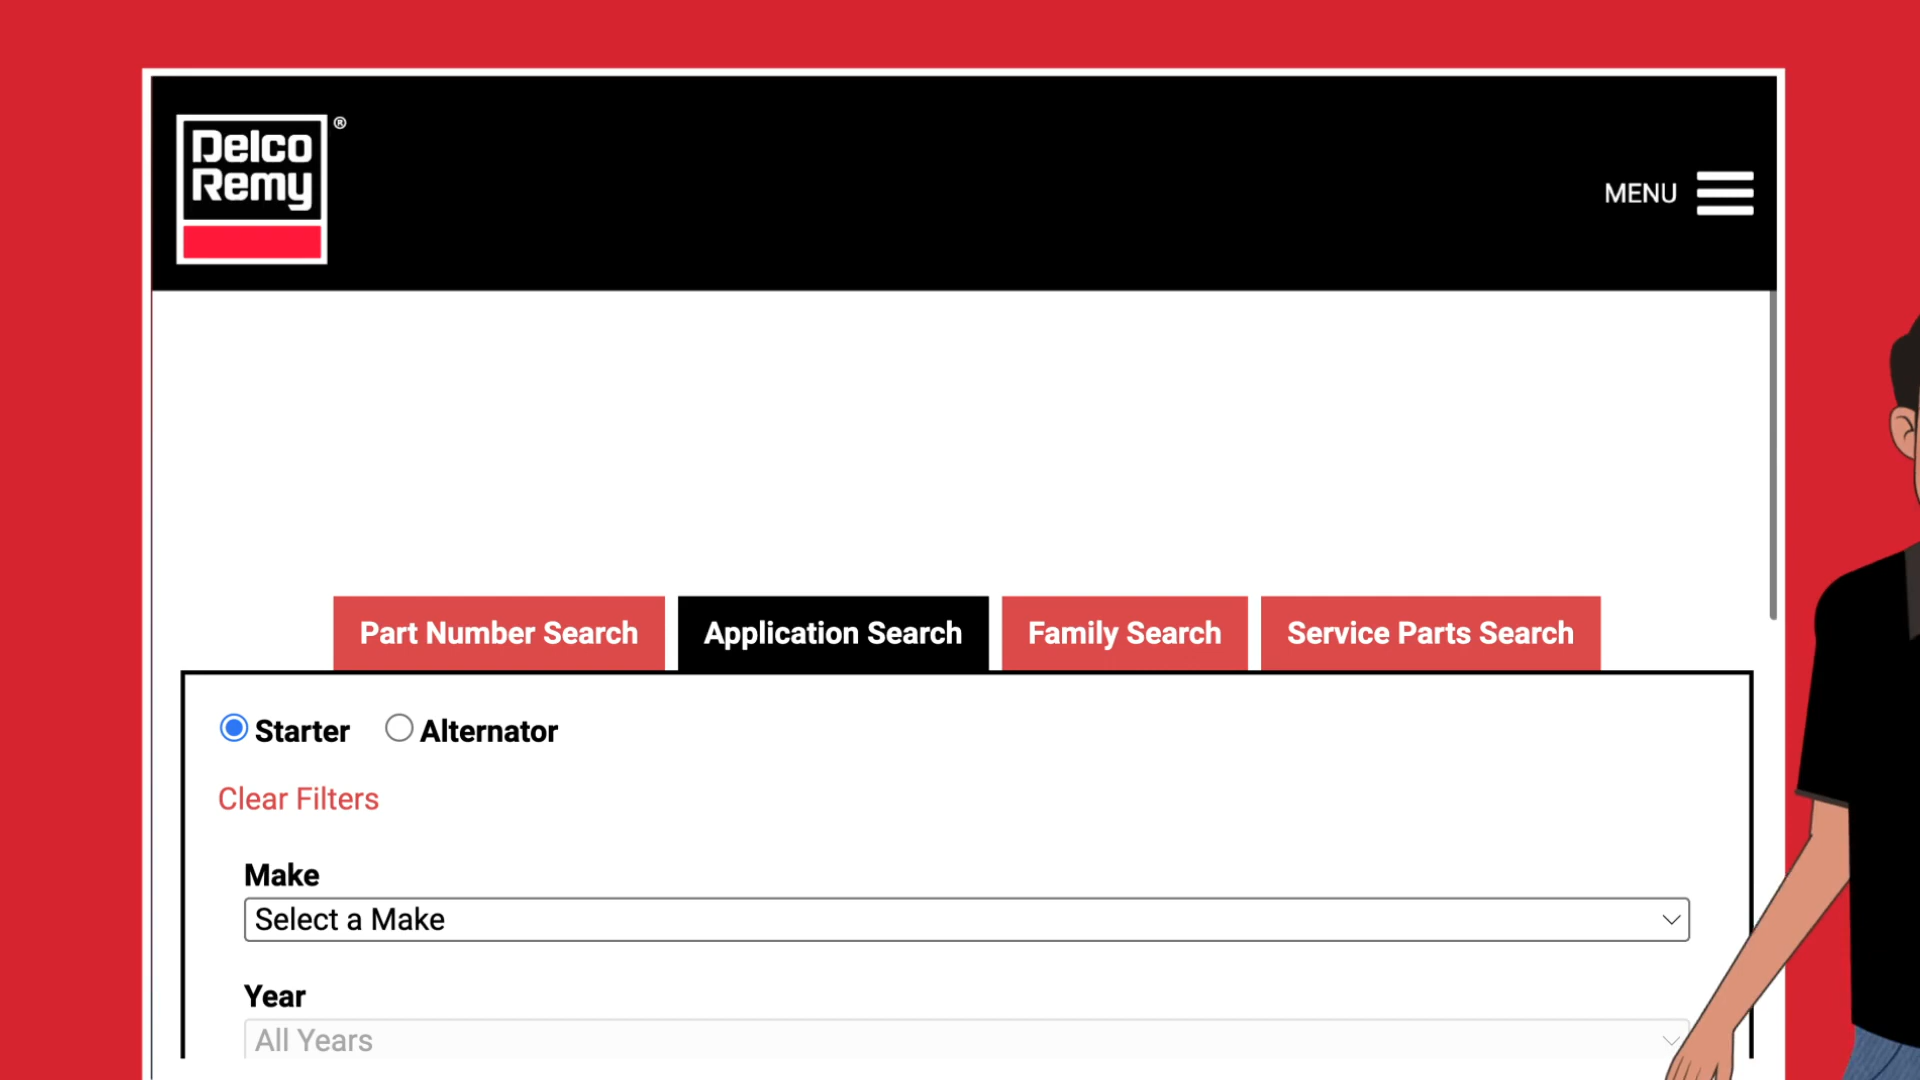 Delco
Remy
®
MENU
Part Number Search
Application Search
Family Search
Service Parts Search
Starter
Alternator
Clear Filters
Make
Select a Make
Year
All Years